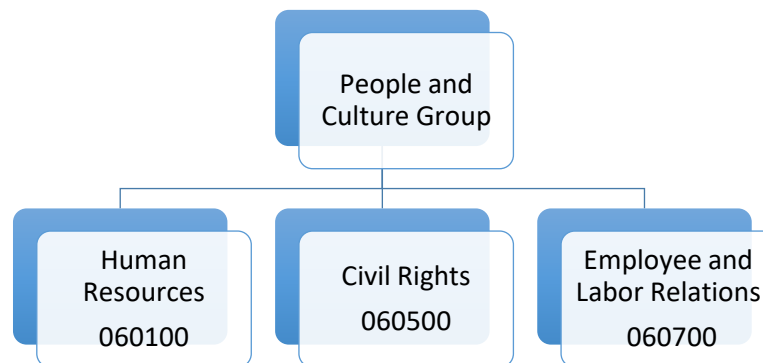 People and
Culture Group
Human
Resources
060100
Civil Rights
060500
Employee and
Labor Relations
060700